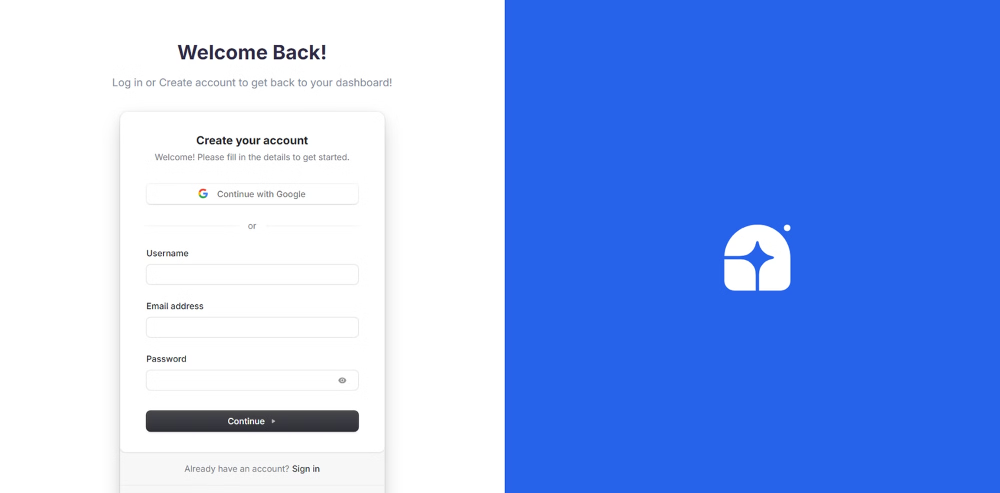 Welcome Back!
Log in or Create account to get back to your dashboard!
Create your account
Welcome! Please fill in the details to get started.
Continue with Google
or
Username
Email address
Password
Continue
Already have an account? Sign in